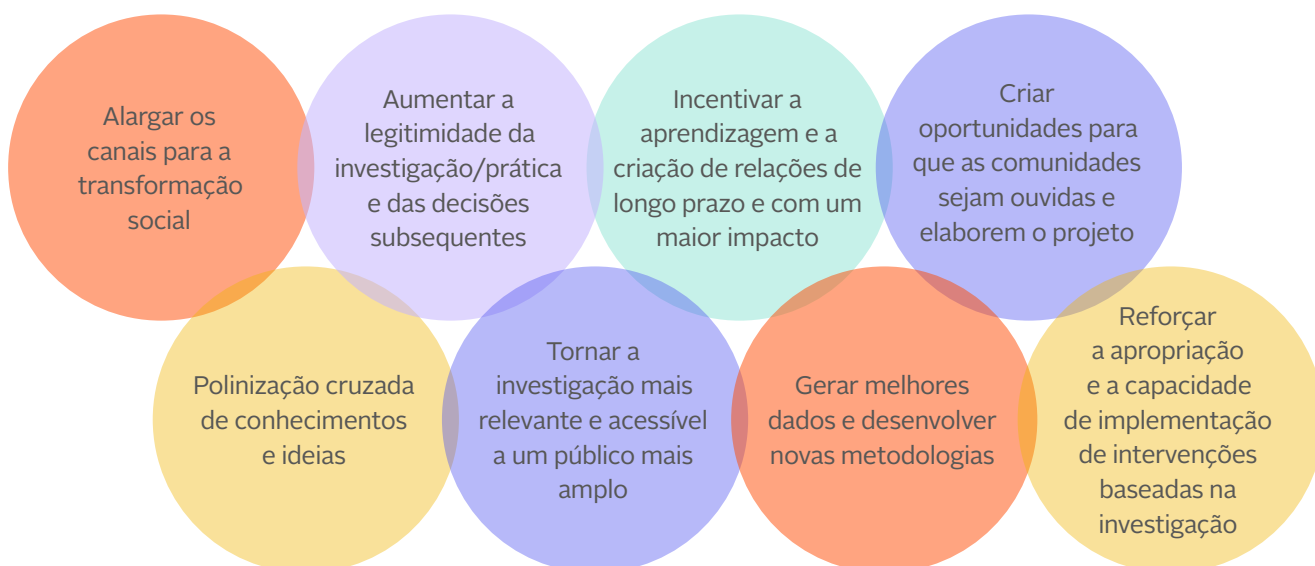 Alargar os
canais para a
transformação
social
Aumentar a
legitimidade da
investigação/prática
e das decisões
subsequentes
Incentivar a
aprendizagem e a
criação de relações de
longo prazo e com um
maior impacto
Criar
oportunidades para
que as comunidades
sejam ouvidas e
elaborem o projeto
Polinização cruzada
de conhecimentos
e ideias
Tornar a
investigação mais
relevante e acessível
a um público mais
amplo
Gerar melhores
dados e desenvolver
novas metodologias
Reforçar
a apropriação
e a capacidade
de implementação
de intervenções
baseadas na
investigação